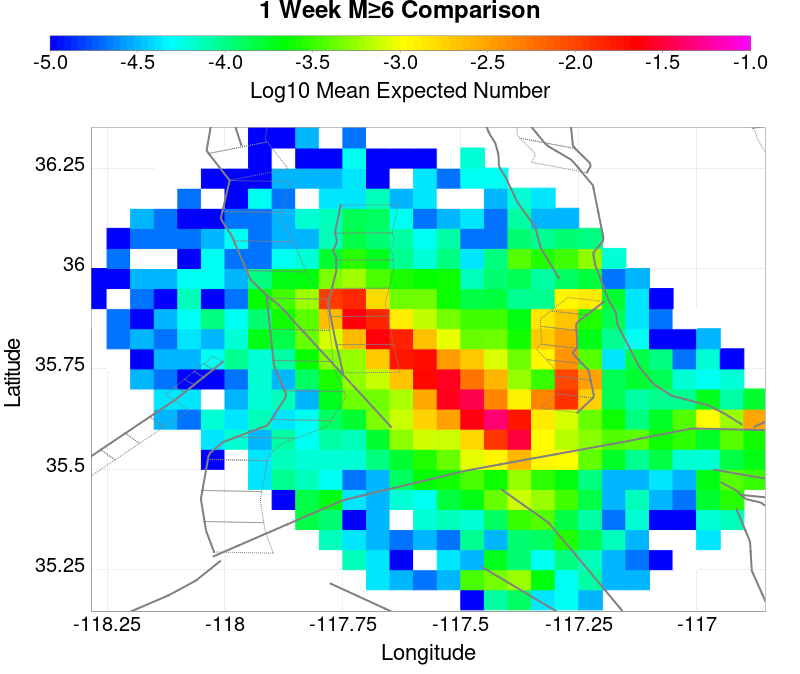 1 Week M≥6 Comparison
-5.0 -4.5 -4.0 -3.5 -3.0 -2.5 -2.0 -1.5 -1.0
Log10 Mean Expected Number
36.25
36
35.75
35.5
35.25
Latitude
-118.25 -118 -117.75 -117.5 -117.25 -117
Longitude